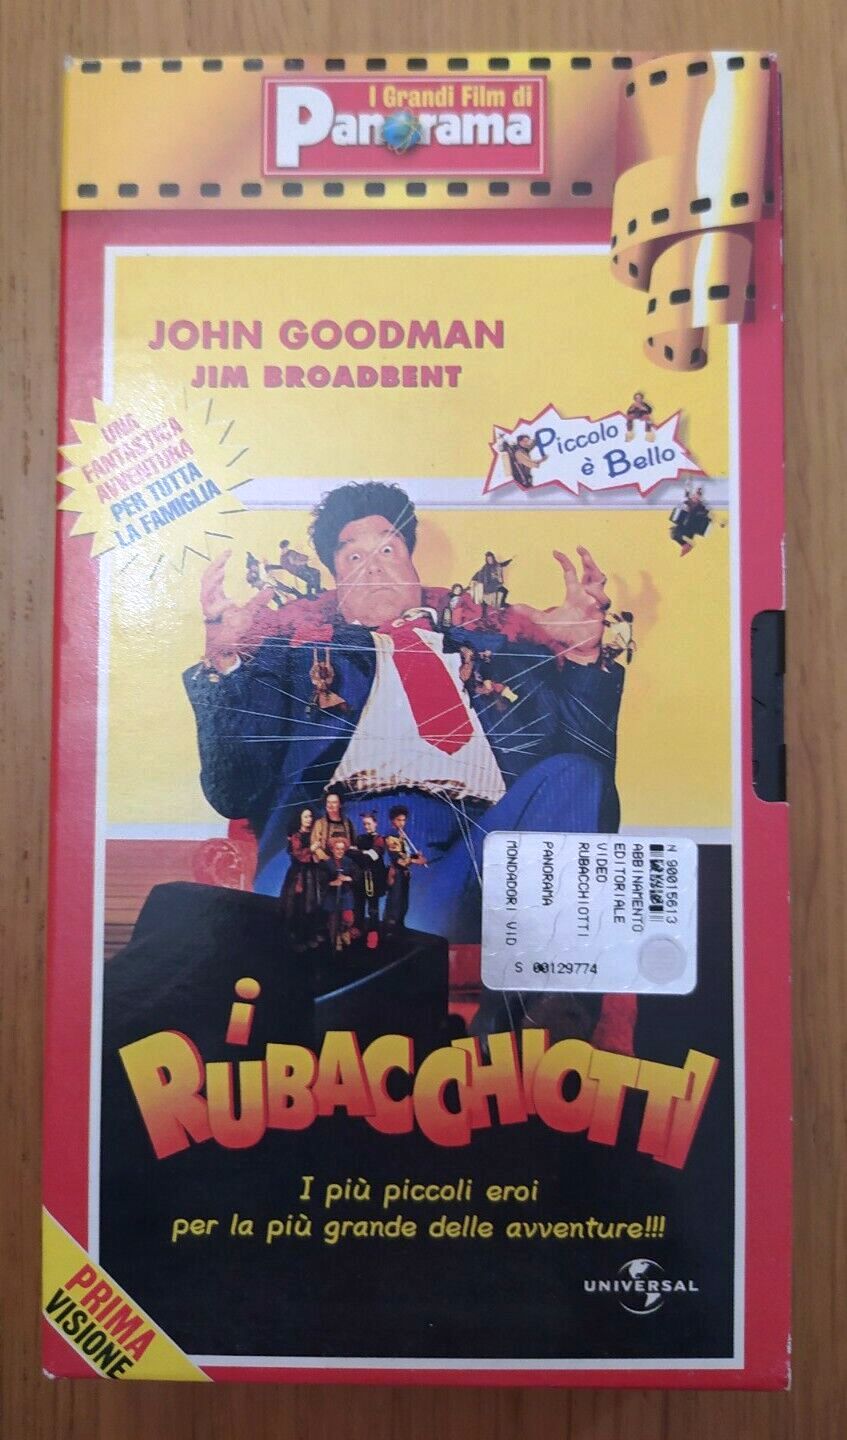 I Grandi Film di
Panorama
JOHN GOODMAN
JIM BROADBENT
UNA
FANTASTICA
AVVENTURA
PER TUTTA
LA FAMIGLIA
Piccolo
è Bello
N 90015613
ABBINAMENTO
EDITORIALE
VIDEO
RUBACCHIOTTI
PANORAMA
MONDADORI VID
S 00129774
i
RUBACCHIOTTI
I più piccoli eroi
per la più grande delle avventure!!!
UNIVERSAL
PRIMA
VISIONE